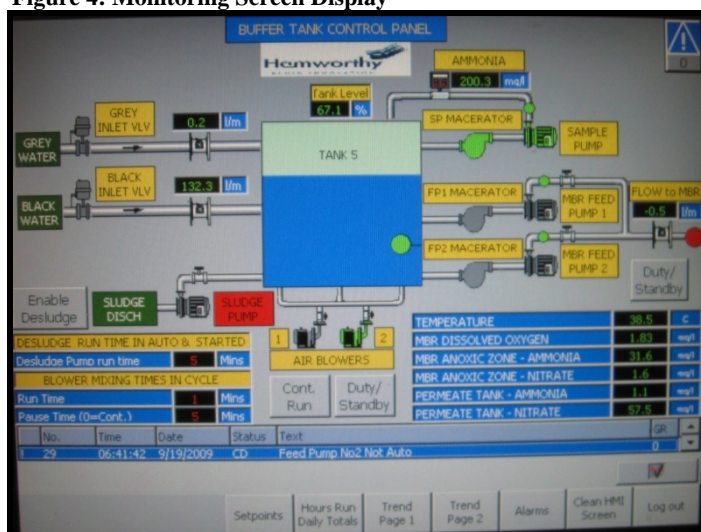 Figure 4: Monitoring Screen Display
BUFFER TANK CONTROL PANEL
Hamworthy
0
AMMONIA
200.3 mg/l
Tank Level
67.1 %
GREY
INLET VLV
0.2 l/m
SP MACERATOR
SAMPLE
PUMP
GREY
WATER
TANK 5
BLACK
INLET VLV
132.3 l/m
FP1 MACERATOR
MBR FEED
PUMP 1
FLOW to MBR
-0.5 l/m
BLACK
WATER
FP2 MACERATOR
MBR FEED
PUMP 2
Duty/
Standby
Enable
Desludge
SLUDGE
DISCH
SLUDGE
PUMP
1
2
AIR BLOWERS
Cont.
Run
Duty/
Standby
DESLUDGE RUN TIME IN AUTO & STARTED
Desludge Pump run time 5 Mins
BLOWER MIXING TIMES IN CYCLE
Run Time 1 Mins
Pause Time (0=Cont.) 5 Mins
TEMPERATURE 38.5 C
MBR DISSOLVED OXYGEN 1.83 mg/l
MBR ANOXIC ZONE - AMMONIA 31.6 mg/l
MBR ANOXIC ZONE - NITRATE 1.6 mg/l
PERMEATE TANK - AMMONIA 1.1 mg/l
PERMEATE TANK - NITRATE 57.5 mg/l
No. Time Date Status Text GR
! 29 06:41:42 9/19/2009 CD Feed Pump No2 Not Auto 0
Setpoints
Hours Run
Daily Totals
Trend
Page 1
Trend
Page 2
Alarms
Clean HMI
Screen
Log out